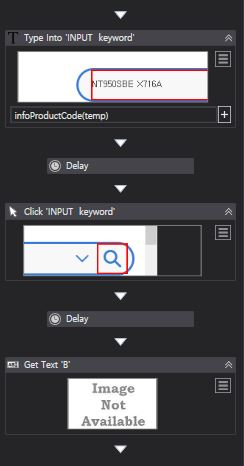 Type Into 'INPUT keyword'
NT950SBE-X716A
infoProductCode(temp)
Delay
Click 'INPUT keyword'
Delay
Get Text 'B'
Image
Not
Available